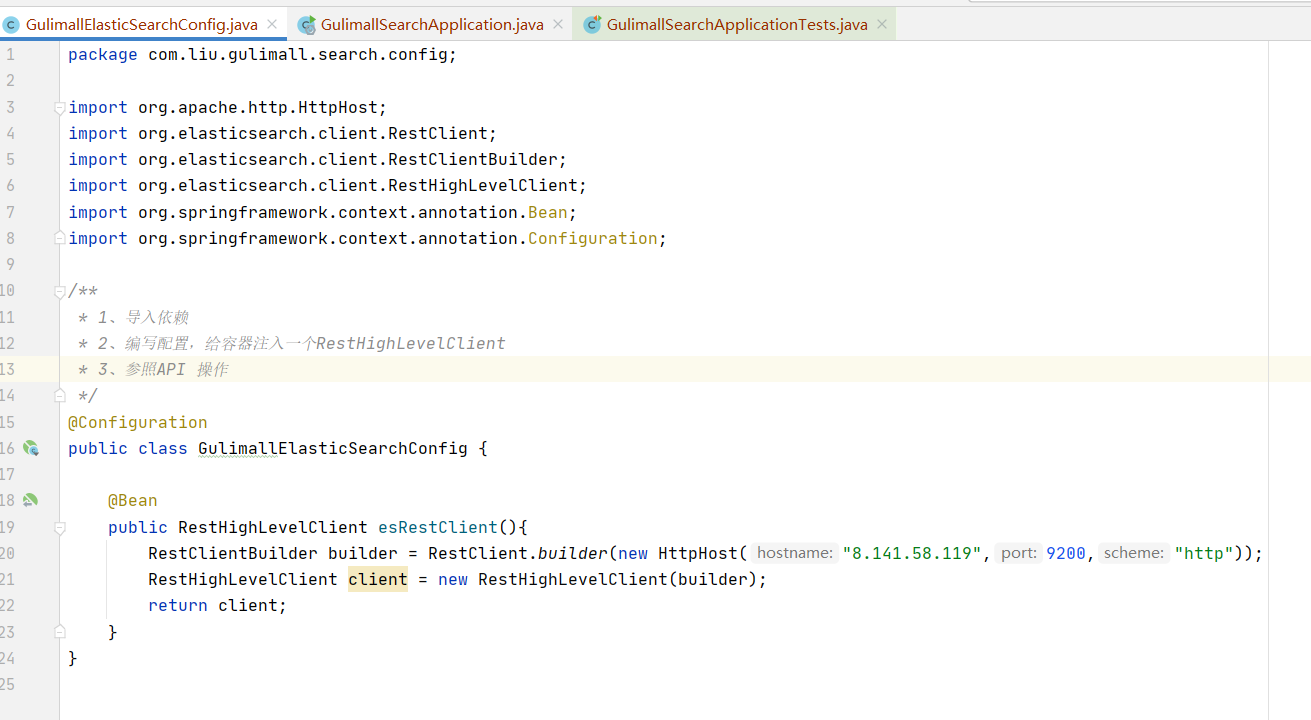 GulimallElasticSearchConfig.java GulimallSearchApplication.java GulimallSearchApplicationTests.java
1 package com.liu.gulimall.search.config;
2
3 import org.apache.http.HttpHost;
4 import org.elasticsearch.client.RestClient;
5 import org.elasticsearch.client.RestClientBuilder;
6 import org.elasticsearch.client.RestHighLevelClient;
7 import org.springframework.context.annotation.Bean;
8 import org.springframework.context.annotation.Configuration;
9
10 /**
11 * 1、导入依赖
12 * 2、编写配置，给容器注入一个RestHighLevelClient
13 * 3、参照API 操作
14 */
15 @Configuration
16 public class GulimallElasticSearchConfig {
17
18 @Bean
19 public RestHighLevelClient esRestClient(){
20 RestClientBuilder builder = RestClient.builder(new HttpHost( hostname: "8.141.58.119", port: 9200, scheme: "http"));
21 RestHighLevelClient client = new RestHighLevelClient(builder);
22 return client;
23 }
24 }
25